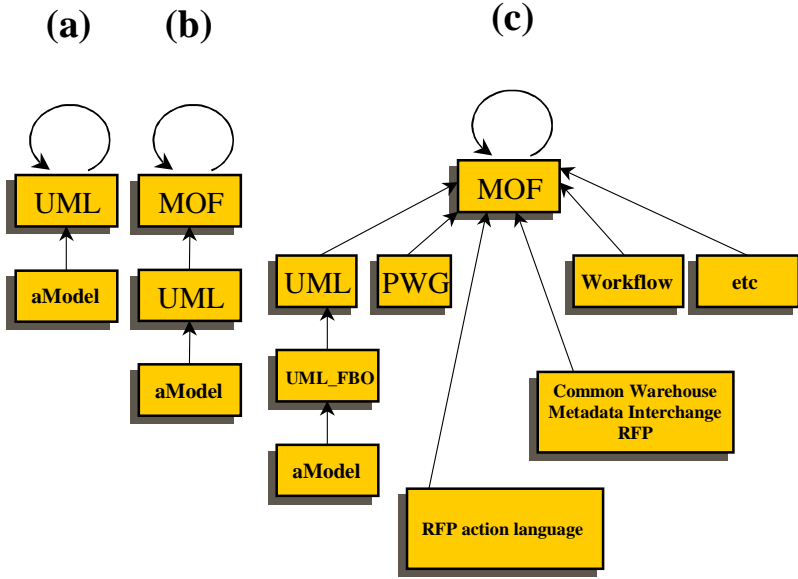 (a)
(b)
(c)
UML
aModel
MOF
UML
aModel
MOF
UML
PWG
Workflow
etc
UML_FBO
aModel
Common Warehouse
Metadata Interchange
RFP
RFP action language